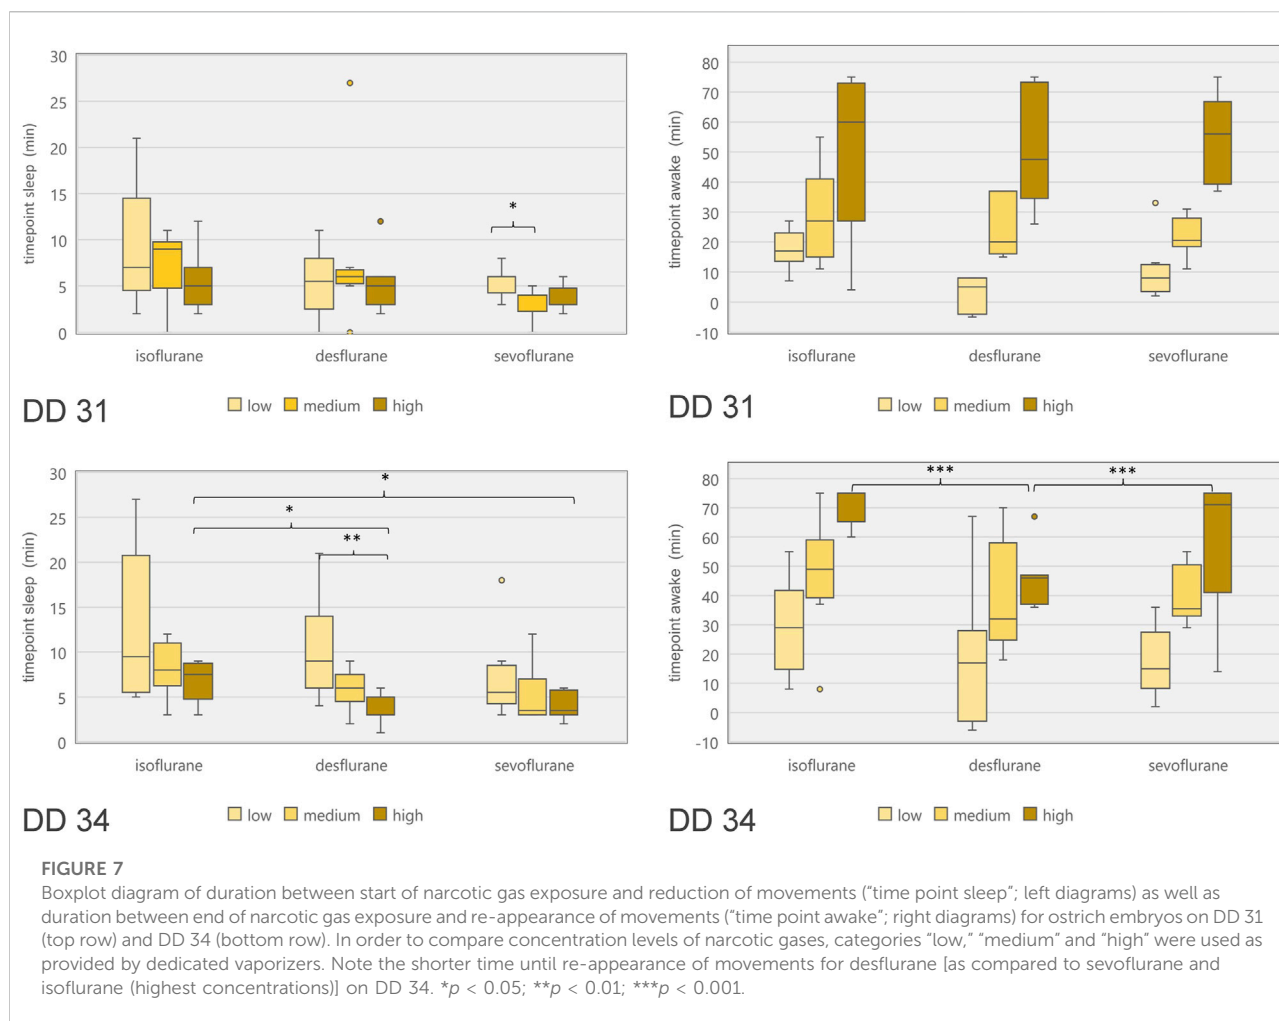 30
25
20
15
10
5
0
timepoint sleep (min)
*
isoflurane desflurane sevoflurane
DD 31
low medium high
80
70
60
50
40
30
20
10
0
-10
timepoint awake (min)
isoflurane desflurane sevoflurane
DD 31
low medium high
30
25
20
15
10
5
0
timepoint sleep (min)
*
*
**
isoflurane desflurane sevoflurane
DD 34
low medium high
80
70
60
50
40
30
20
10
0
-10
timepoint awake (min)
*** ***
isoflurane desflurane sevoflurane
DD 34
low medium high
FIGURE 7
Boxplot diagram of duration between start of narcotic gas exposure and reduction of movements (“time point sleep”; left diagrams) as well as
duration between end of narcotic gas exposure and re-appearance of movements (“time point awake”; right diagrams) for ostrich embryos on DD 31
(top row) and DD 34 (bottom row). In order to compare concentration levels of narcotic gases, categories “low,” “medium” and “high” were used as
provided by dedicated vaporizers. Note the shorter time until re-appearance of movements for desflurane [as compared to sevoflurane and
isoflurane (highest concentrations)] on DD 34. *p < 0.05; **p < 0.01; ***p < 0.001.